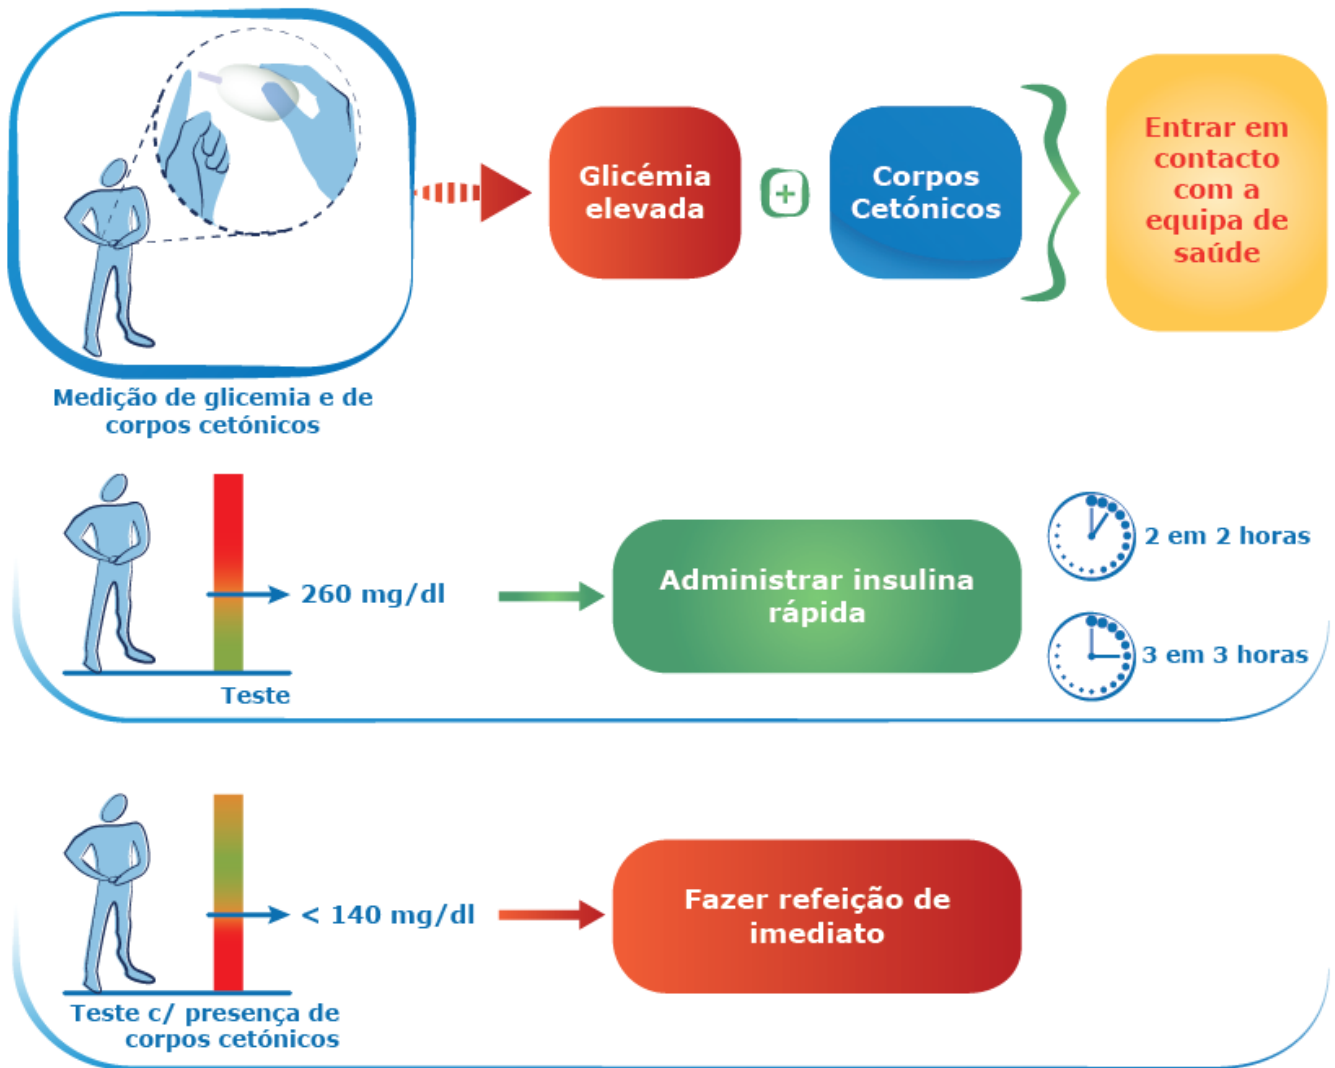 Glicémia
elevada
+
Corpos
Cetónicos
Entrar em
contacto
com a
equipa de
saúde
Medição de glicemia e de
corpos cetónicos
260 mg/dl
Teste
Administrar insulina
rápida
2 em 2 horas
3 em 3 horas
< 140 mg/dl
Teste c/ presença de
corpos cetónicos
Fazer refeição de
imediato